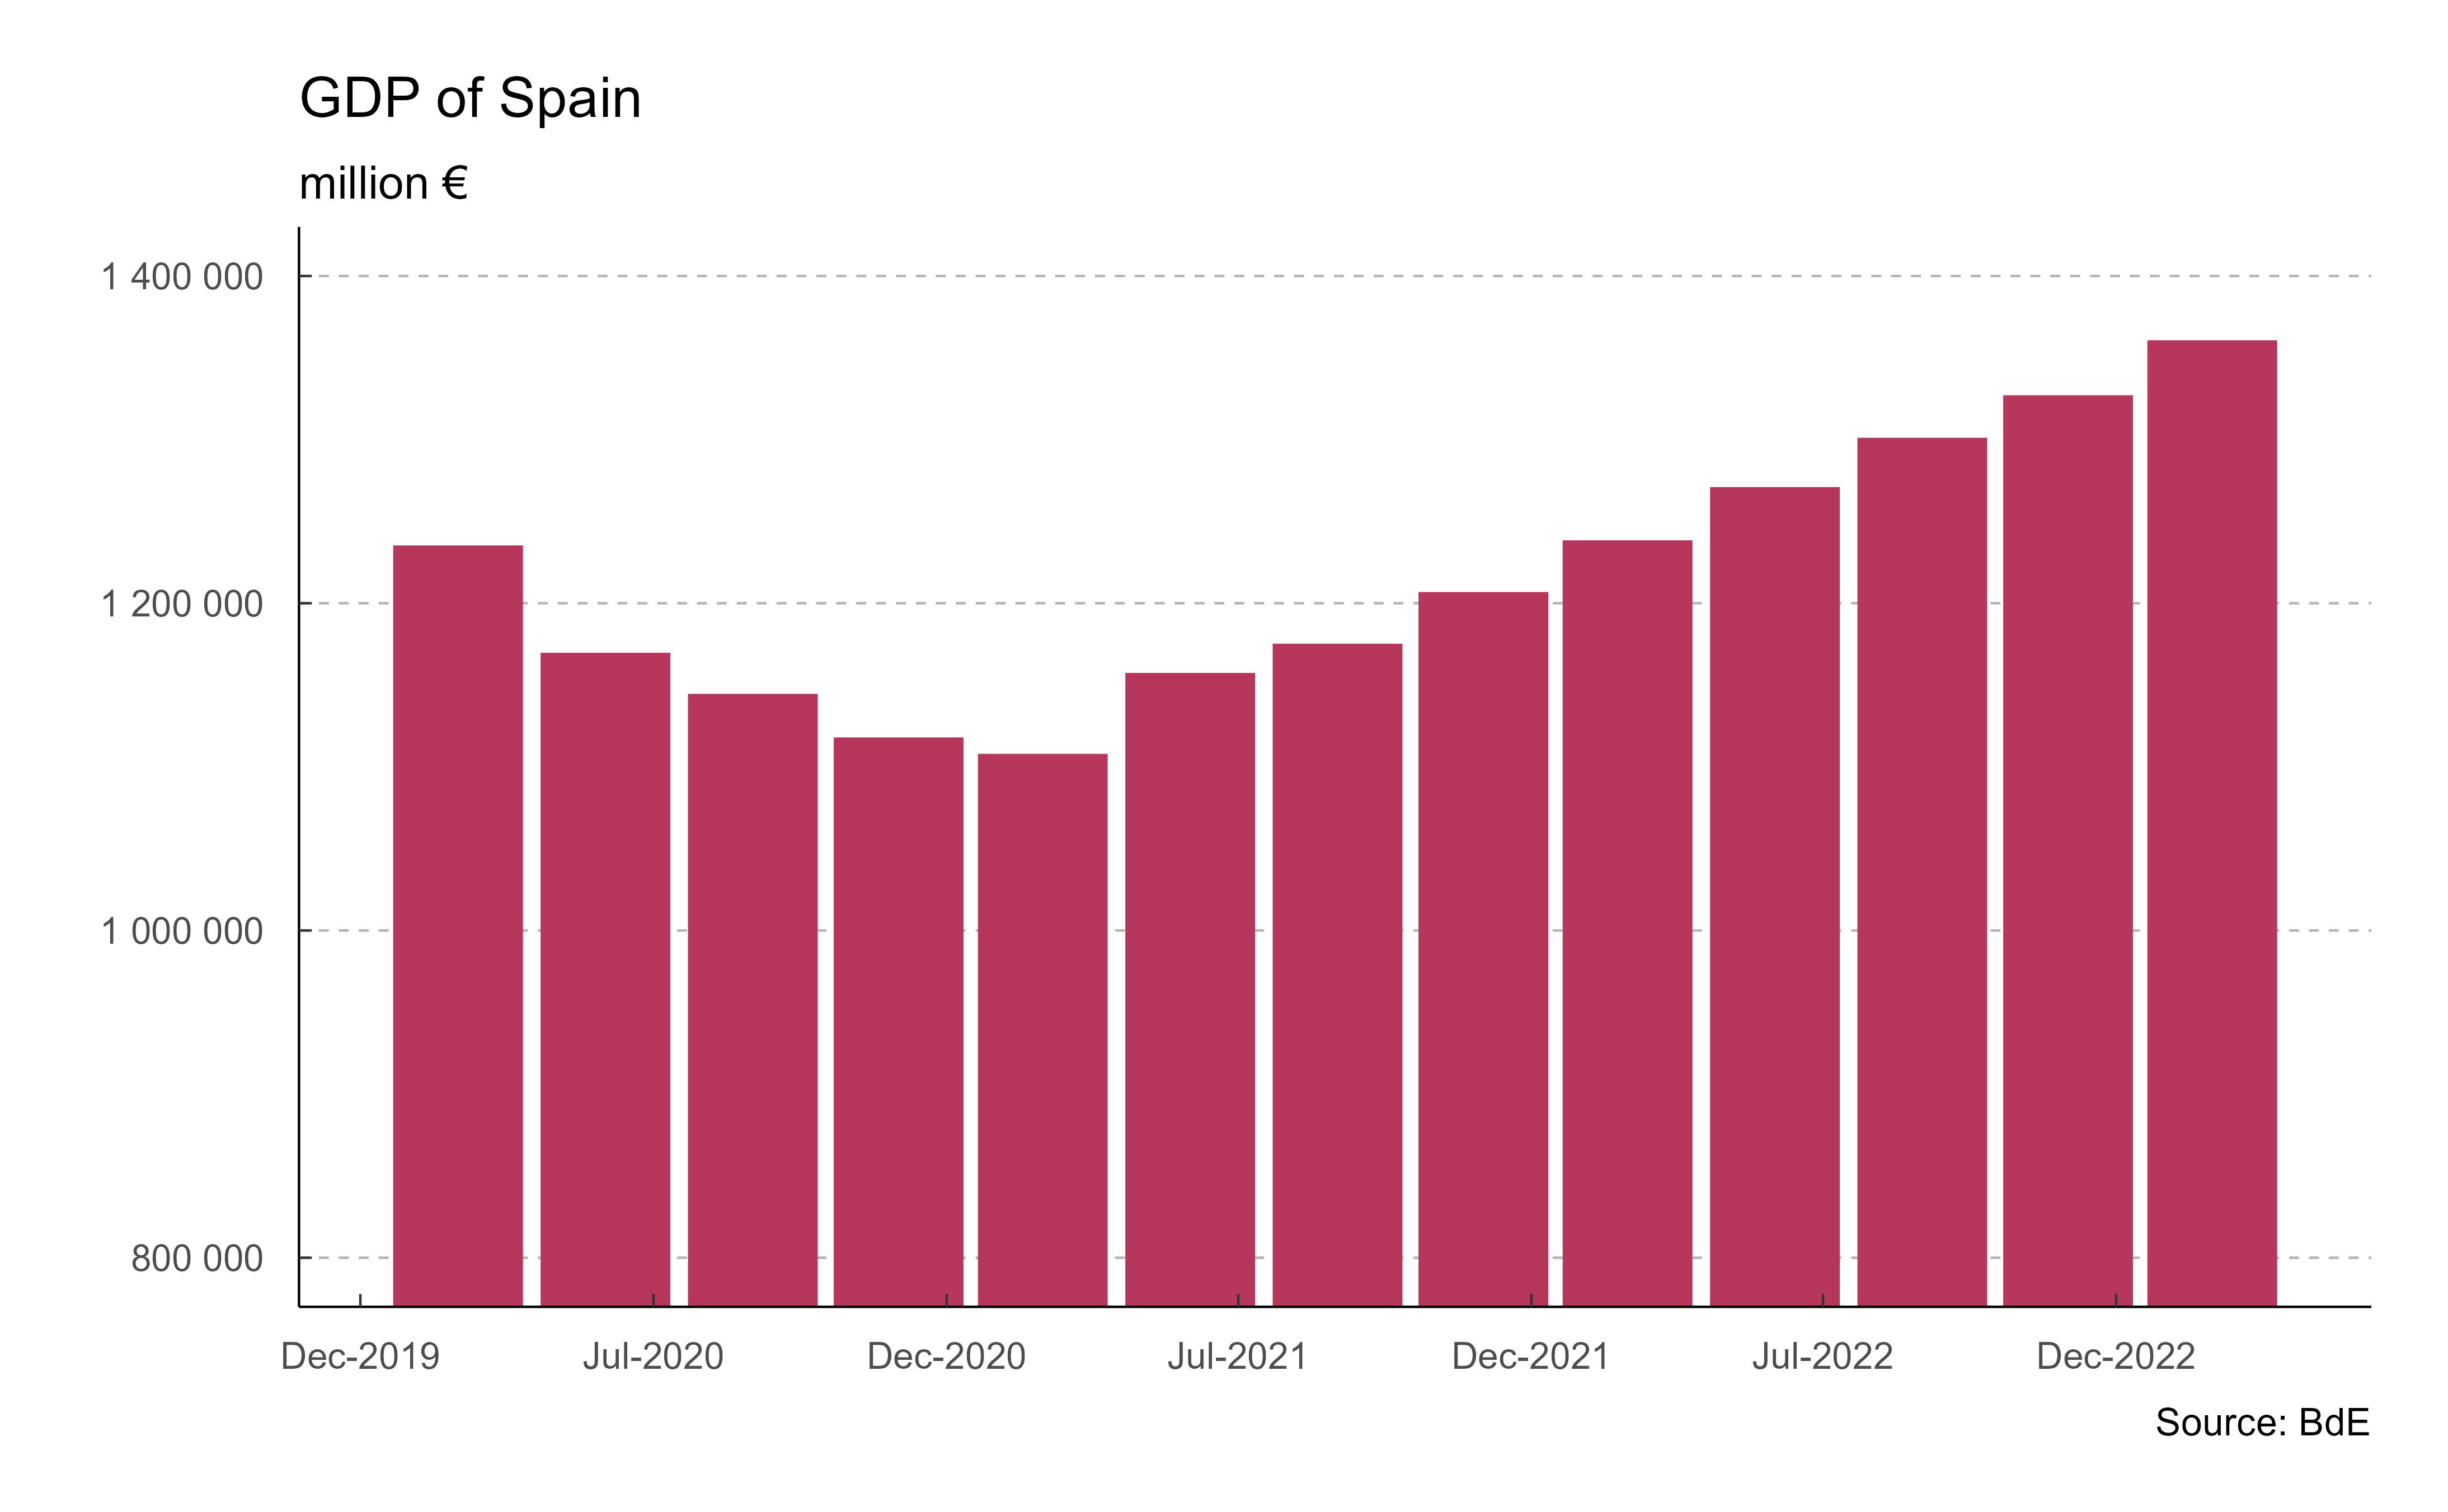 GDP of Spain
million €
1 400 000
1 200 000
1 000 000
800 000
Dec-2019 Jul-2020 Dec-2020 Jul-2021 Dec-2021 Jul-2022 Dec-2022
Source: BdE